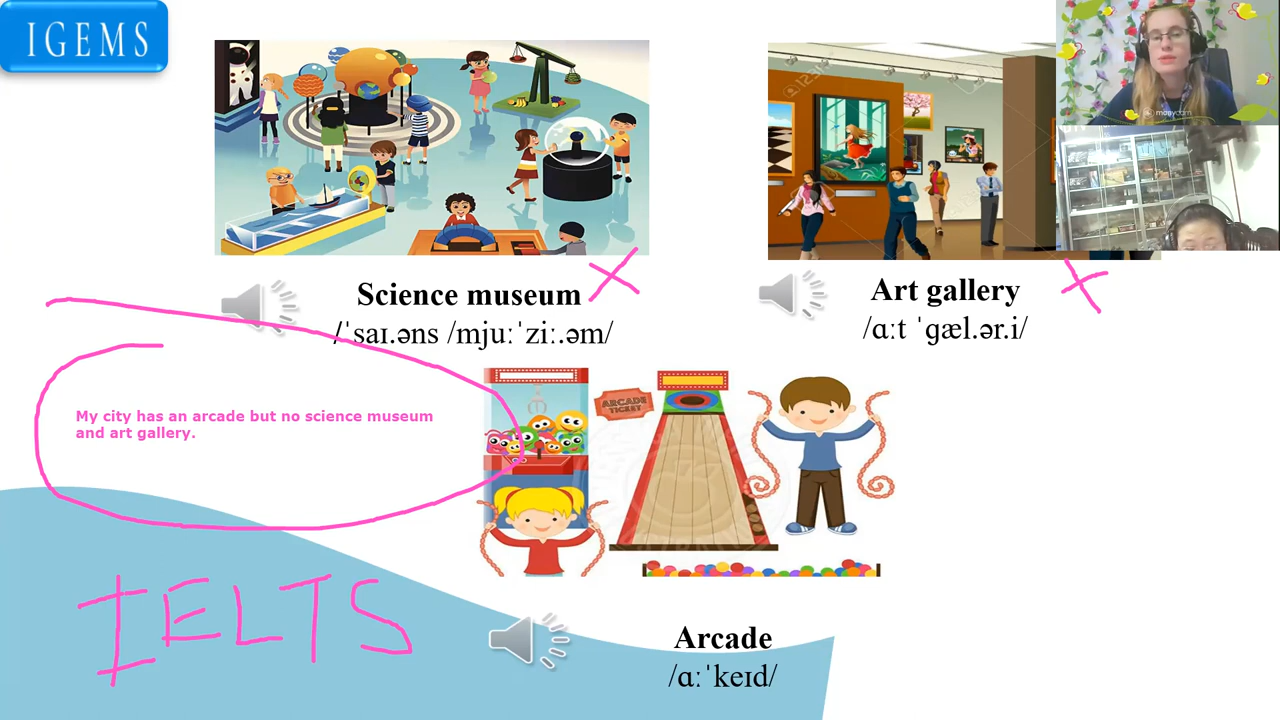 IGEMS
Science museum
/ˈsaɪ.əns /mjuːˈziː.əm/
Art gallery
/ɑːt ˈɡæl.ər.i/
My city has an arcade but no science museum
and art gallery.
ARCADE
TICKET
IELTS
Arcade
/ɑːˈkeɪd/
manycam